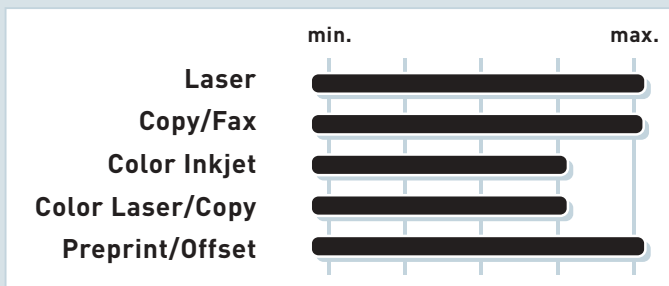 min. max.
Laser
Copy/Fax
Color Inkjet
Color Laser/Copy
Preprint/Offset